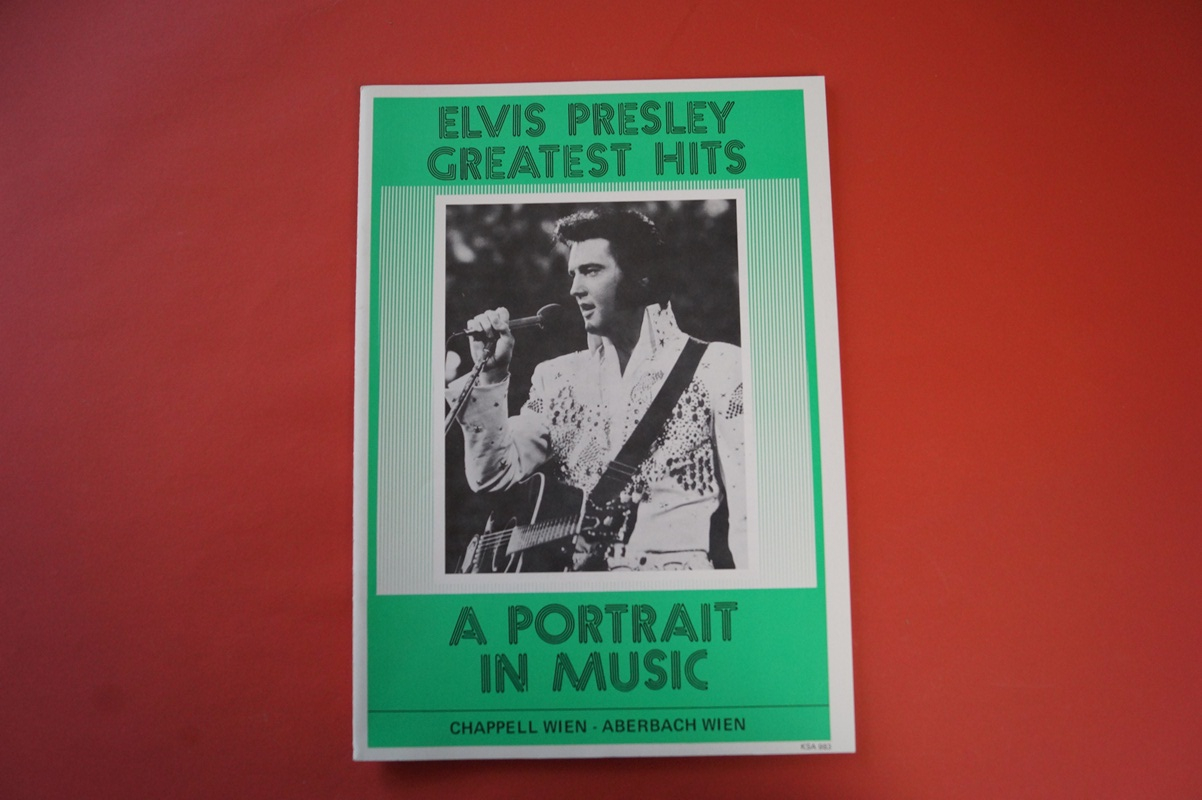 ELVIS PRESLEY
GREATEST HITS
A PORTRAIT
IN MUSIC
CHAPPELL WIEN - ABERBACH WIEN